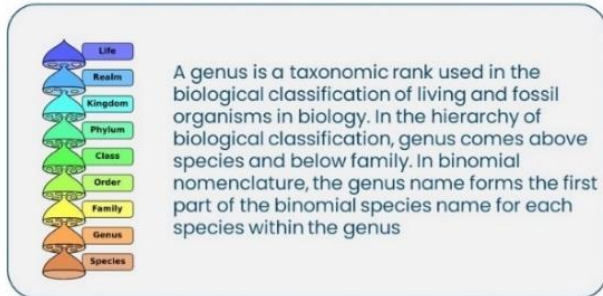 Life
Realm
Kingdom
Phylum
Class
Order
Family
Genus
Species
A genus is a taxonomic rank used in the
biological classification of living and fossil
organisms in biology. In the hierarchy of
biological classification, genus comes above
species and below family. In binomial
nomenclature, the genus name forms the first
part of the binomial species name for each
species within the genus